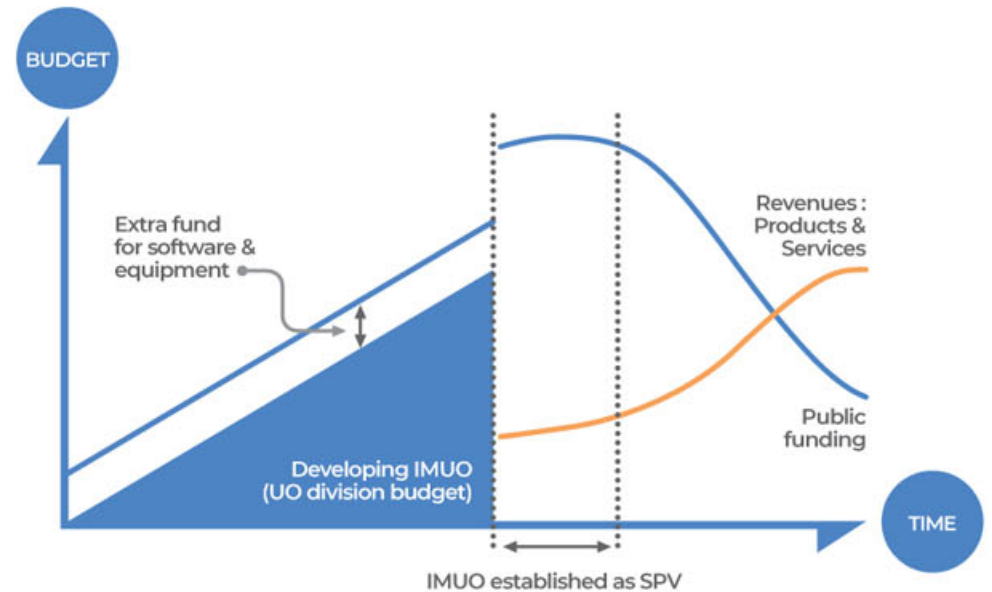 BUDGET
Extra fund
for software &
equipment
Revenues :
Products &
Services
Developing IMUO
(UO division budget)
Public
funding
TIME
IMUO established as SPV